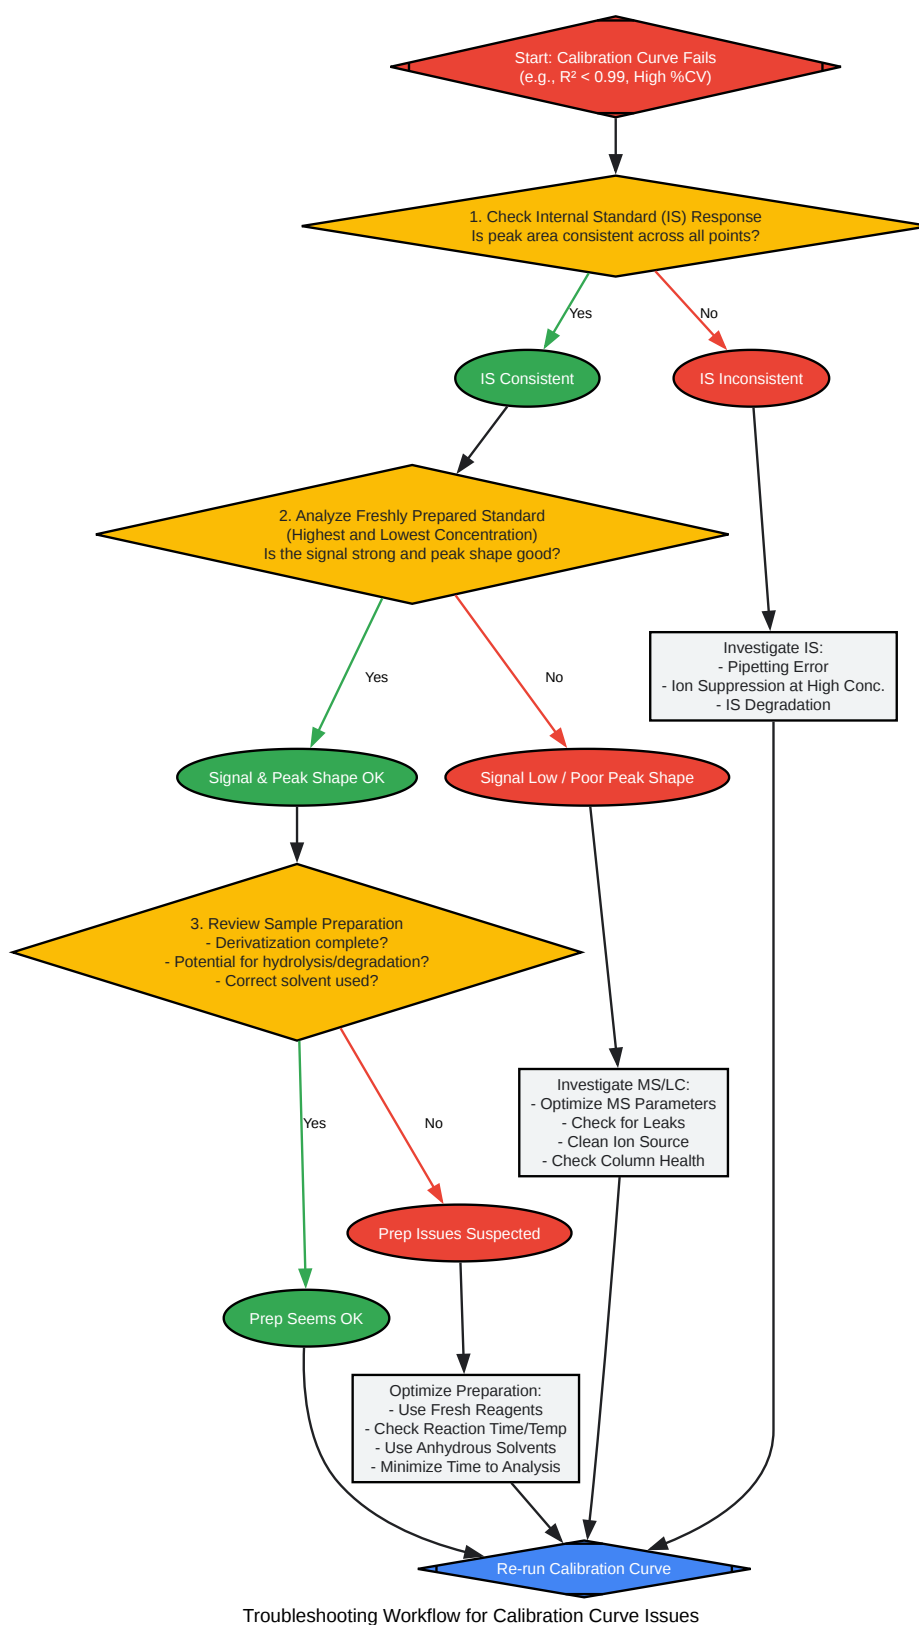 Start: Calibration Curve Fails
(e.g., R² < 0.99, High %CV)
1. Check Internal Standard (IS) Response
Is peak area consistent across all points?
Yes
No
IS Consistent
IS Inconsistent
2. Analyze Freshly Prepared Standard
(Highest and Lowest Concentration)
Is the signal strong and peak shape good?
Investigate IS:
- Pipetting Error
- Ion Suppression at High Conc.
- IS Degradation
Yes
No
Signal & Peak Shape OK
Signal Low / Poor Peak Shape
3. Review Sample Preparation
- Derivatization complete?
- Potential for hydrolysis/degradation?
- Correct solvent used?
Investigate MS/LC:
- Optimize MS Parameters
- Check for Leaks
- Clean Ion Source
- Check Column Health
Yes
No
Prep Issues Suspected
Prep Seems OK
Optimize Preparation:
- Use Fresh Reagents
- Check Reaction Time/Temp
- Use Anhydrous Solvents
- Minimize Time to Analysis
Re-run Calibration Curve
Troubleshooting Workflow for Calibration Curve Issues